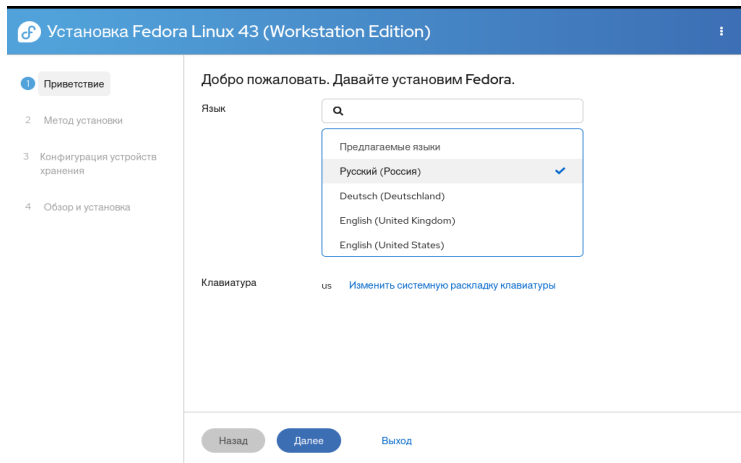 Установка Fedora Linux 43 (Workstation Edition)
1 Приветствие
2 Метод установки
3 Конфигурация устройств
хранения
4 Обзор и установка
Добро пожаловать. Давайте установим Fedora.
Язык
Предлагаемые языки
Русский (Россия)
Deutsch (Deutschland)
English (United Kingdom)
English (United States)
Клавиатура us Изменить системную раскладку клавиатуры
Назад Далее Выход